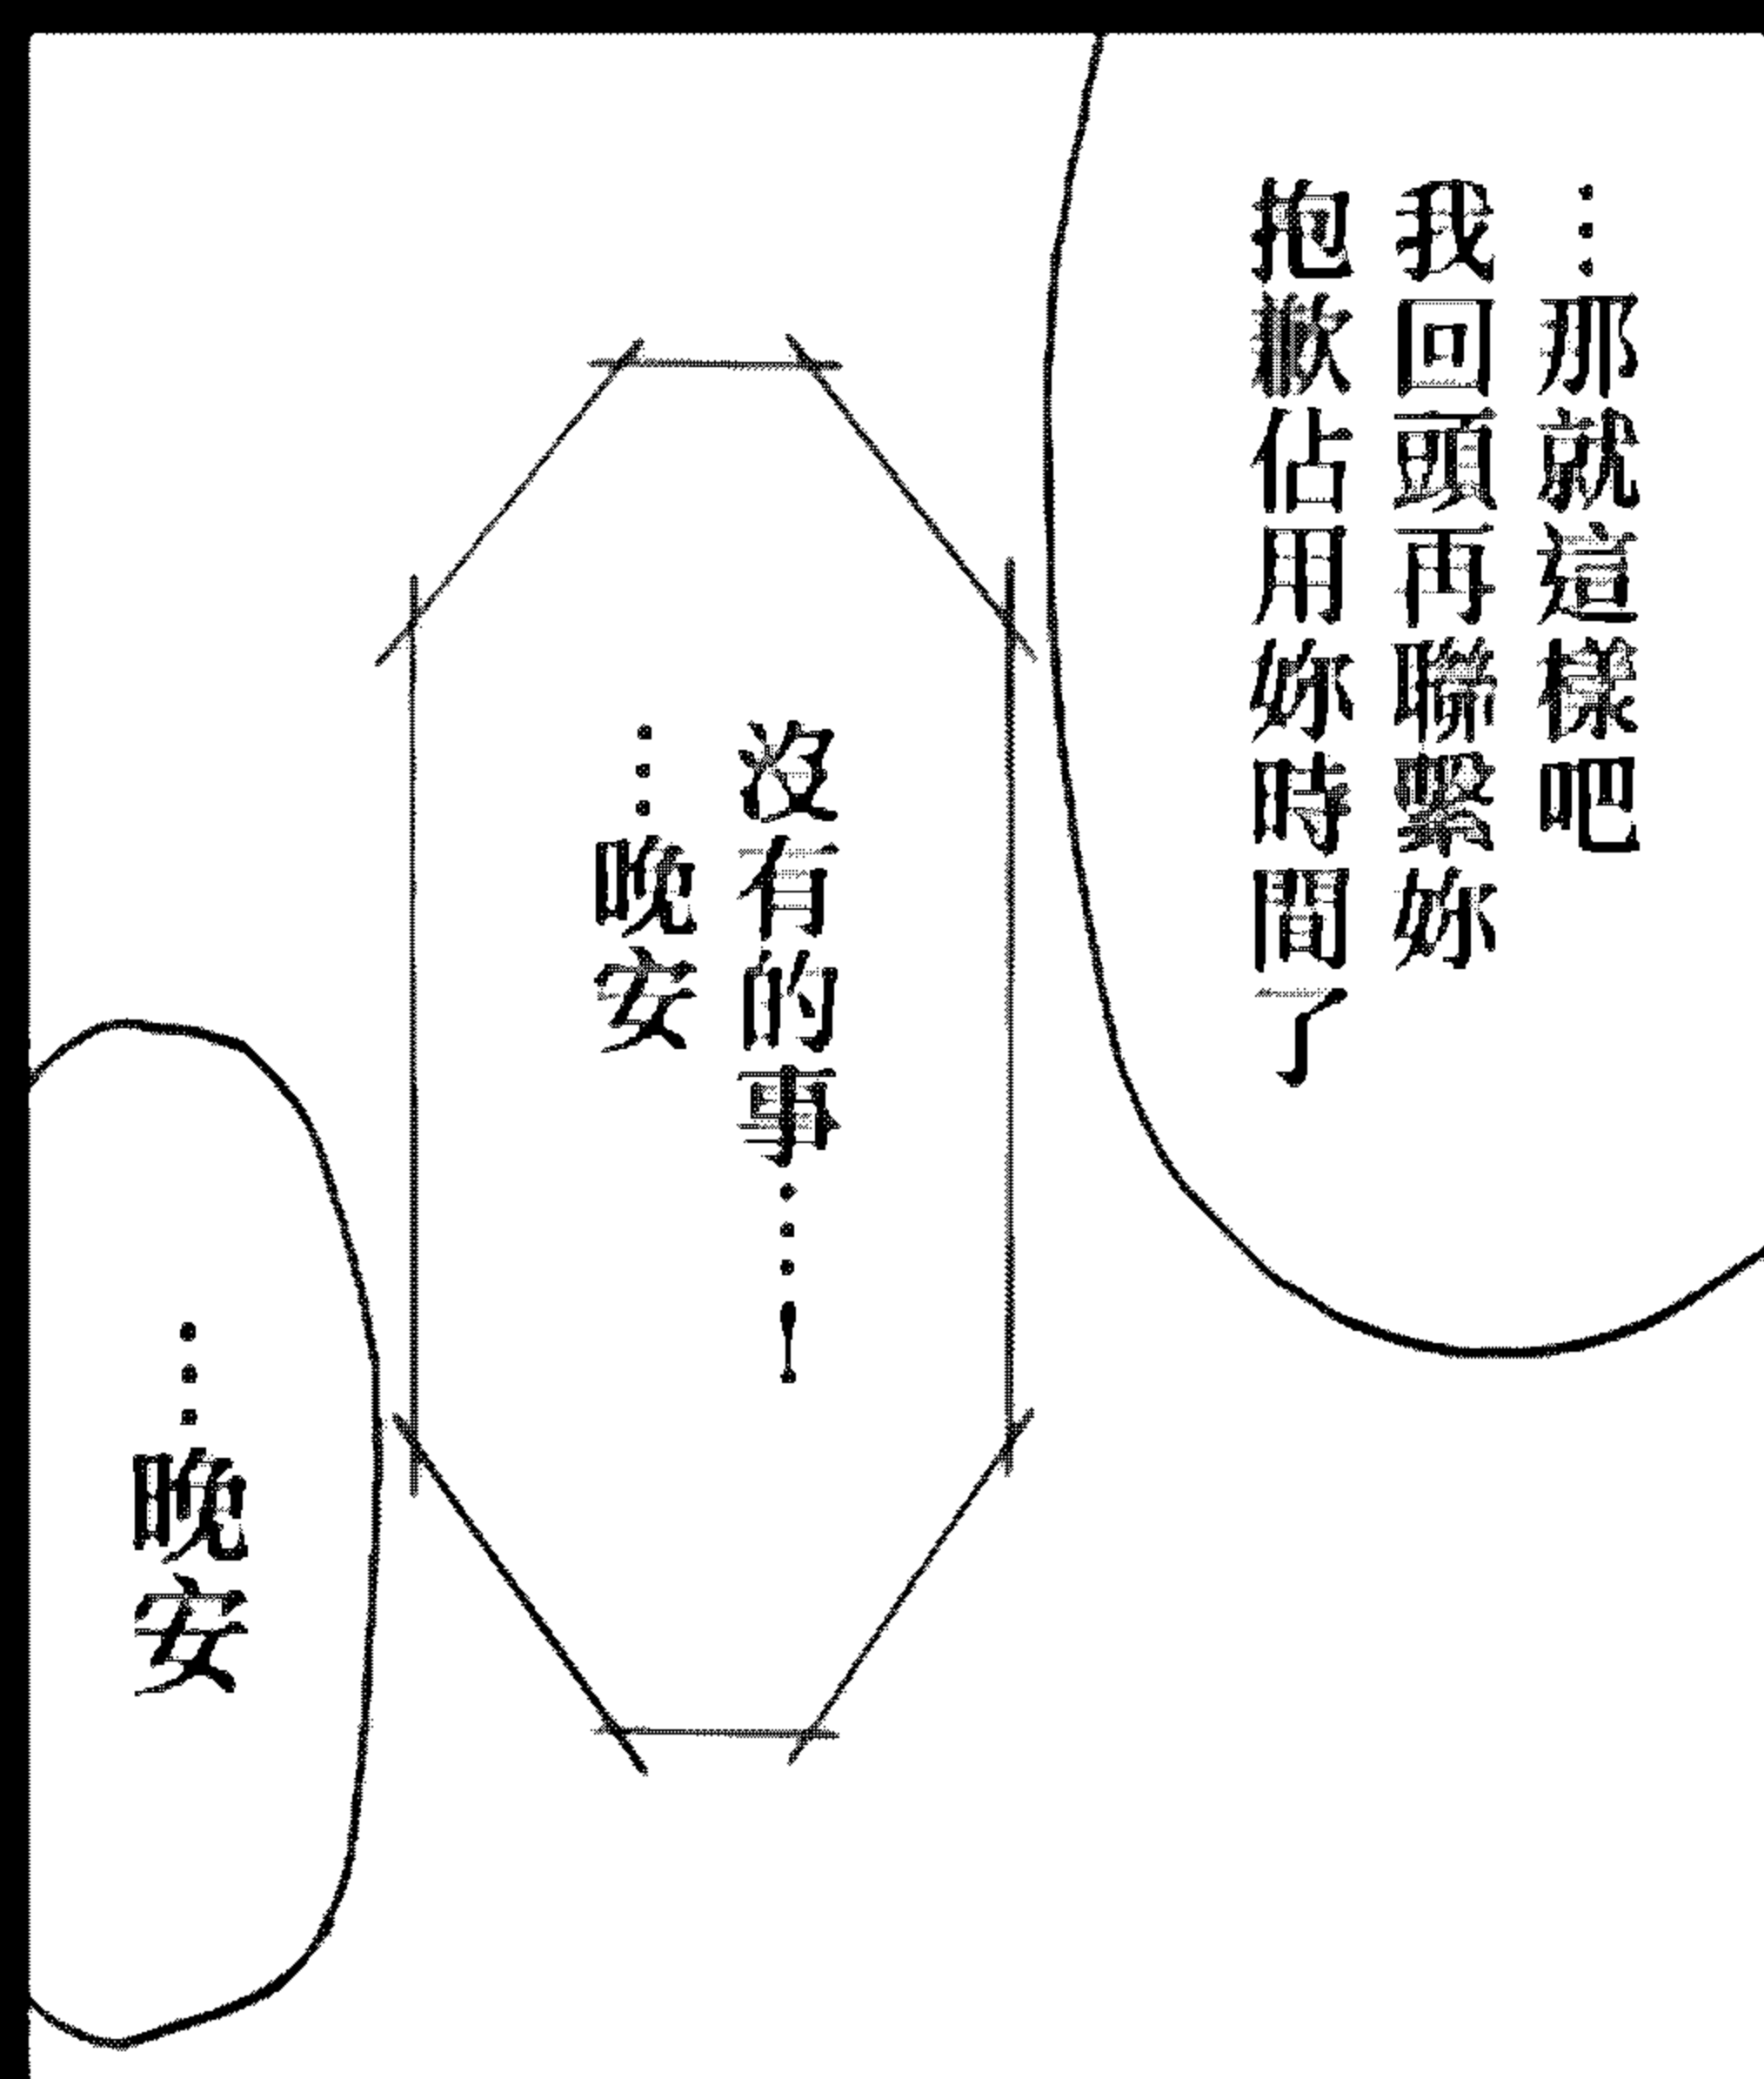 …那就這樣吧
我回頭再聯繫妳
抱歉佔用妳時間了
沒有的事…！
…晚安
…晚安